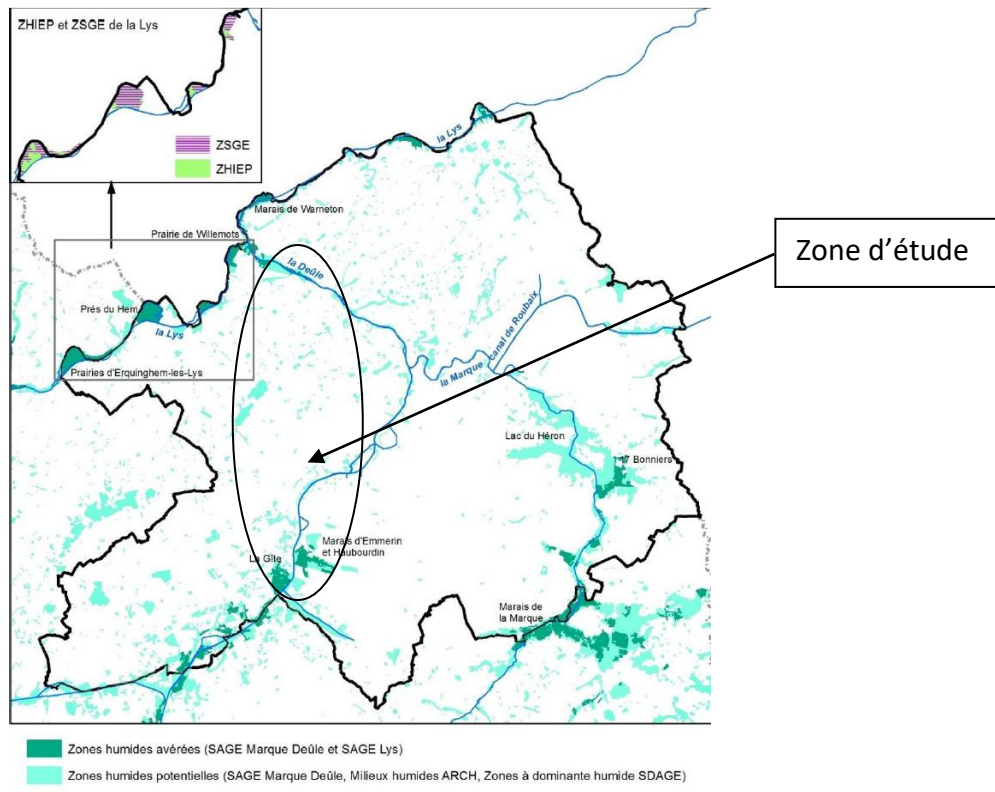 ZHIEP et ZSGE de la Lys
ZSGE
ZHIEP
la Lys
Marais de Warneton
Prairie de Willemots
la Deûle
Zone d'étude
Prés du Hem
la Lys
canal de Roubaix
la Marque
Prairies d'Erquinghem-les-Lys
Lac du Héron
17 Bonniers
Marais d'Emmerin
et Haubourdin
La Gîte
Marais de
la Marque
Zones humides avérées (SAGE Marque Deûle et SAGE Lys)
Zones humides potentielles (SAGE Marque Deûle, Milieux humides ARCH, Zones à dominante humide SDAGE)